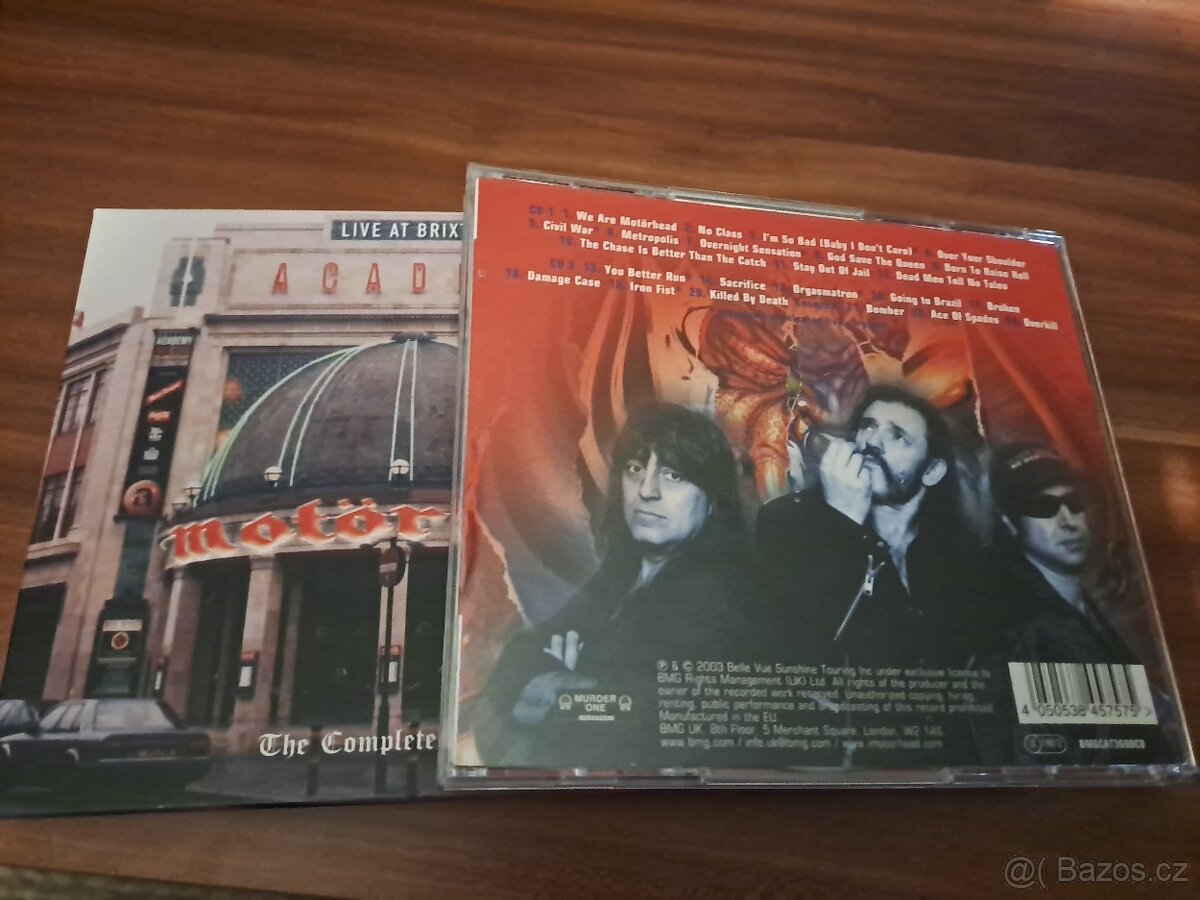 LIVE AT BRIXT
ACAD
ACADEMY
motör
The Complete
CD 1 1. We Are Motörhead 2. No Class 3. I'm So Bad (Baby I Don't Care) 4. Over Your Shoulder
5. Civil War 6. Metropolis 7. Overnight Sensation 8. God Save The Queen 9. Born To Raise Hell
10. The Chase Is Better Than The Catch 11. Stay Out Of Jail 12. Dead Men Tell No Tales
CD 2 13. You Better Run 14. Sacrifice 15. Orgasmatron 16. Going to Brazil 17. Broken
18. Damage Case 19. Iron Fist 20. Killed By Death Bomber Ace Of Spades Overkill
MURDER
ONE
℗ & © 2003 Belle Vue Sunshine Touring Inc under exclusive license to
BMG Rights Management (UK) Ltd. All rights of the producer and the
owner of the recorded work reserved. Unauthorized copying, hiring,
renting, public performance and broadcasting of this record prohibited.
Manufactured in the EU
BMG UK. 8th Floor, 5 Merchant Square, London, W2 1AS
www.bmg.com / info.uk@bmg.com / www.imotorhead.com
4 050538 457575 >
@( Bazos.cz